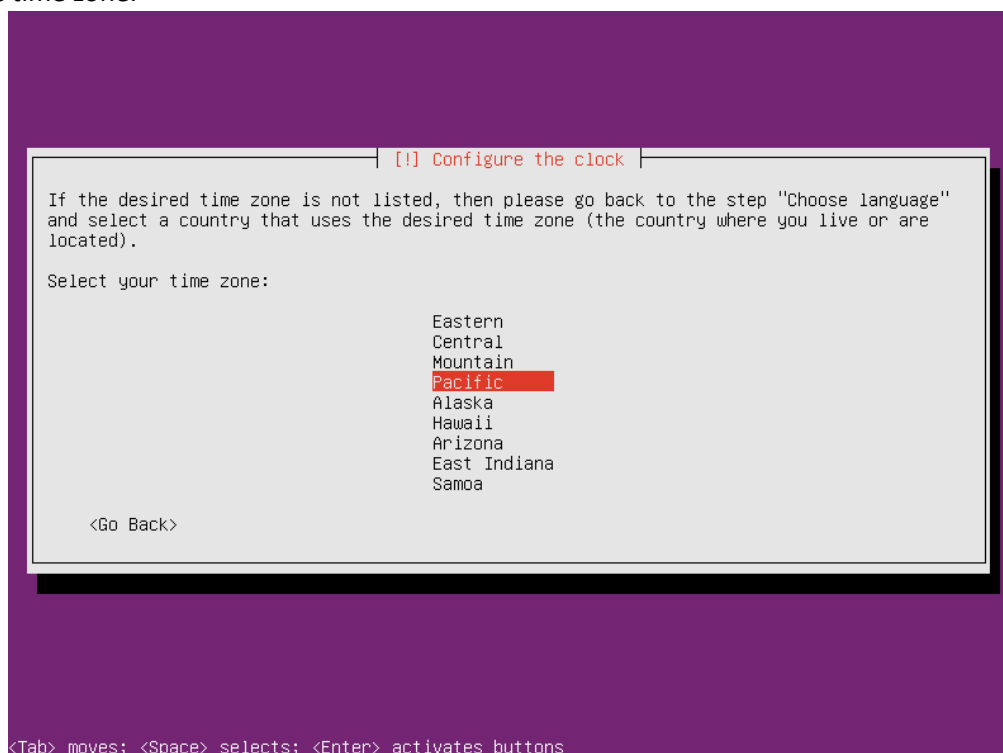 time zone.
[!] Configure the clock
If the desired time zone is not listed, then please go back to the step "Choose language"
and select a country that uses the desired time zone (the country where you live or are
located).
Select your time zone:
Eastern
Central
Mountain
Pacific
Alaska
Hawaii
Arizona
East Indiana
Samoa
<Go Back>
<Tab> moves; <Space> selects; <Enter> activates buttons